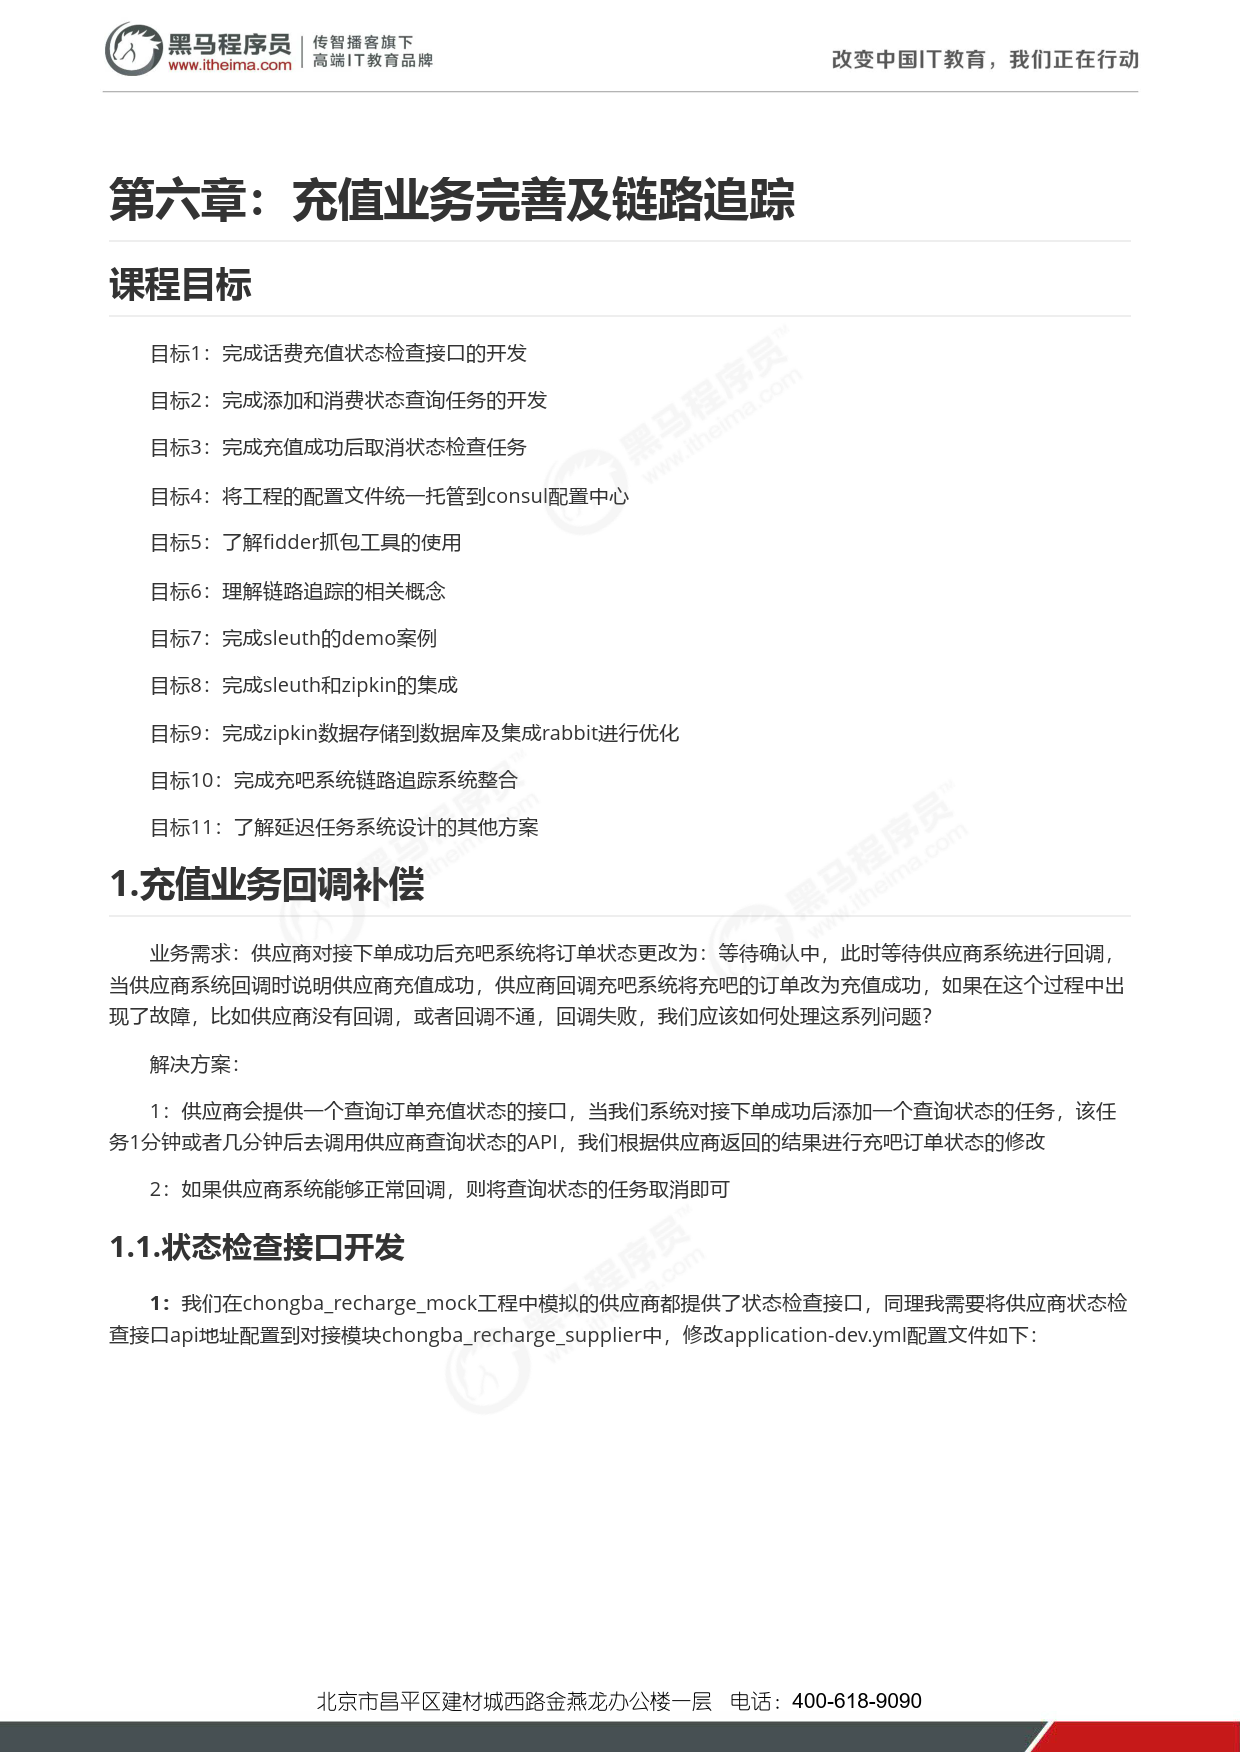 黑马程序员
www.itheima.com
传智播客旗下
高端IT教育品牌
改变中国IT教育，我们正在行动
第六章：充值业务完善及链路追踪
课程目标
目标1：完成话费充值状态检查接口的开发
目标2：完成添加和消费状态查询任务的开发
目标3：完成充值成功后取消状态检查任务
目标4：将工程的配置文件统一托管到consul配置中心
目标5：了解fidder抓包工具的使用
目标6：理解链路追踪的相关概念
目标7：完成sleuth的demo案例
目标8：完成sleuth和zipkin的集成
目标9：完成zipkin数据存储到数据库及集成rabbit进行优化
目标10：完成充吧系统链路追踪系统整合
目标11：了解延迟任务系统设计的其他方案
1.充值业务回调补偿
业务需求：供应商对接下单成功后充吧系统将订单状态更改为：等待确认中，此时等待供应商系统进行回调，
当供应商系统回调时说明供应商充值成功，供应商回调充吧系统将充吧的订单改为充值成功，如果在这个过程中出
现了故障，比如供应商没有回调，或者回调不通，回调失败，我们应该如何处理这系列问题？
解决方案：
1：供应商会提供一个查询订单充值状态的接口，当我们系统对接下单成功后添加一个查询状态的任务，该任
务1分钟或者几分钟后去调用供应商查询状态的API，我们根据供应商返回的结果进行充吧订单状态的修改
2：如果供应商系统能够正常回调，则将查询状态的任务取消即可
1.1.状态检查接口开发
1：我们在chongba_recharge_mock工程中模拟的供应商都提供了状态检查接口，同理我需要将供应商状态检
查接口api地址配置到对接模块chongba_recharge_supplier中，修改application-dev.yml配置文件如下：
北京市昌平区建材城西路金燕龙办公楼一层 电话：400-618-9090